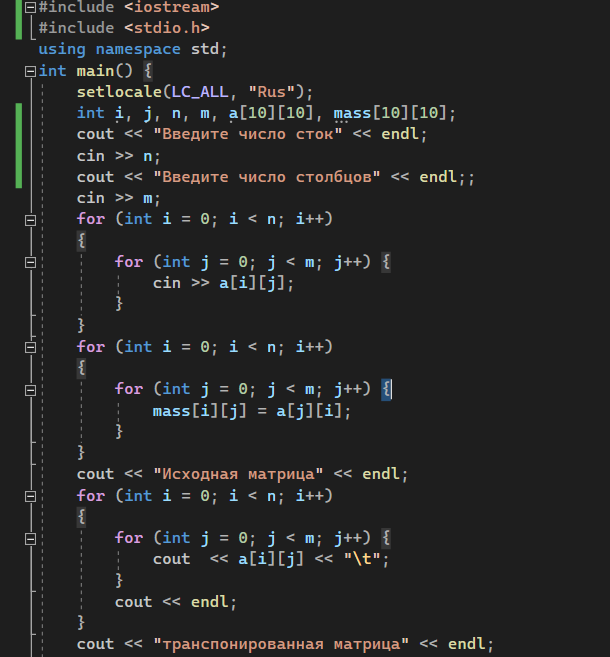 #include <iostream>
#include <stdio.h>
using namespace std;
int main() {
setlocale(LC_ALL, "Rus");
int i, j, n, m, a[10][10], mass[10][10];
cout << "Введите число сток" << endl;
cin >> n;
cout << "Введите число столбцов" << endl;;
cin >> m;
for (int i = 0; i < n; i++)
{
for (int j = 0; j < m; j++) {
cin >> a[i][j];
}
}
for (int i = 0; i < n; i++)
{
for (int j = 0; j < m; j++) {
mass[i][j] = a[j][i];
}
}
cout << "Исходная матрица" << endl;
for (int i = 0; i < n; i++)
{
for (int j = 0; j < m; j++) {
cout  << a[i][j] << "\t";
}
cout << endl;
}
cout << "транспонированная матрица" << endl;